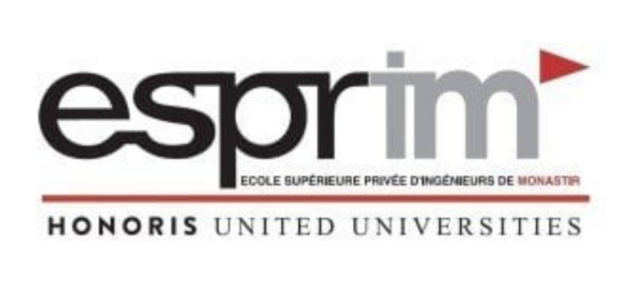 esprim
ECOLE SUPÉRIEURE PRIVÉE D'INGÉNIEURS DE MONASTIR
HONORIS UNITED UNIVERSITIES